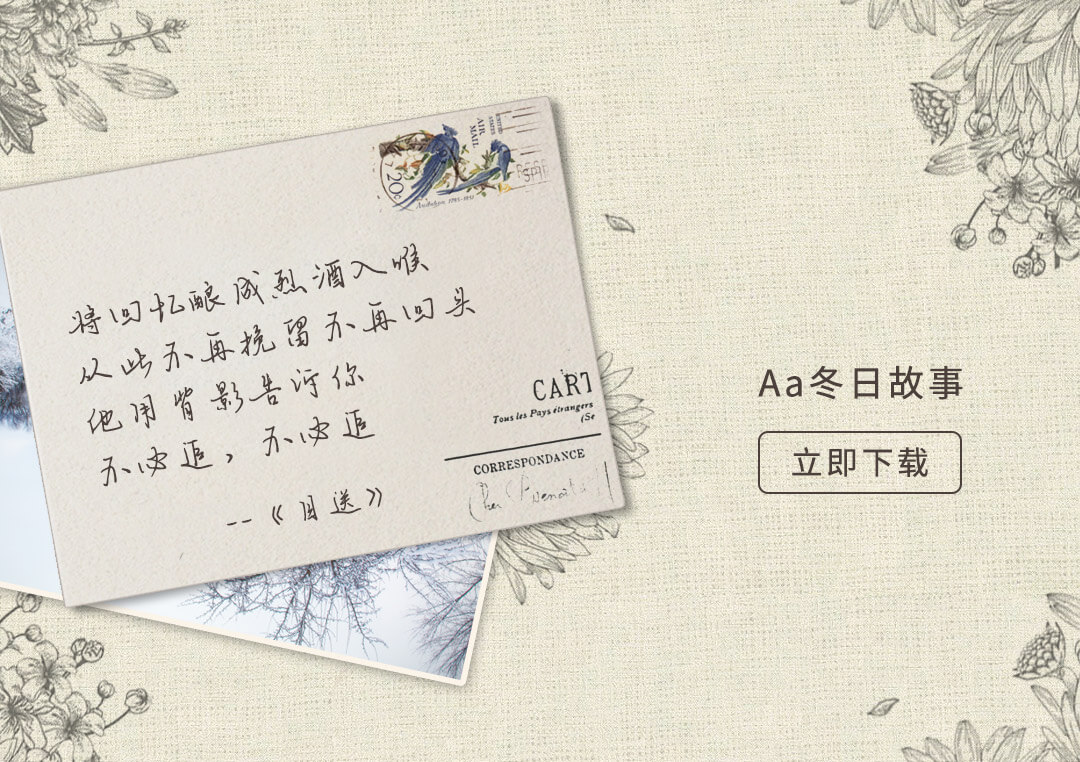 AIR MAIL
20c
Audubon 1785-1851
将回忆酿成烈酒入喉
从此不再挽留不再回头
他用背影告诉你
不必追，不必追
--《目送》
CART
Tous les Pays étrangers
(Se
CORRESPONDANCE
Aa冬日故事
立即下载